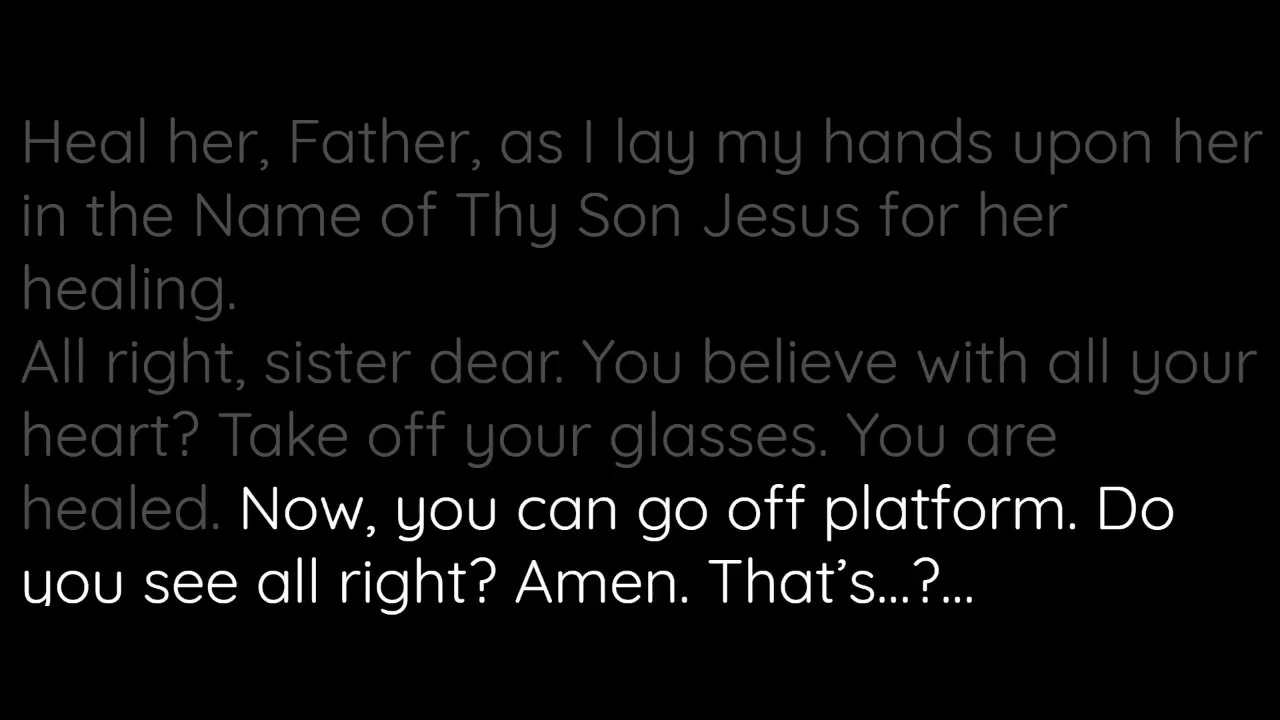 Heal her, Father, as I lay my hands upon her
in the Name of Thy Son Jesus for her
healing.
All right, sister dear. You believe with all your
heart? Take off your glasses. You are
healed. Now, you can go off platform. Do
you see all right? Amen. That’s...?...